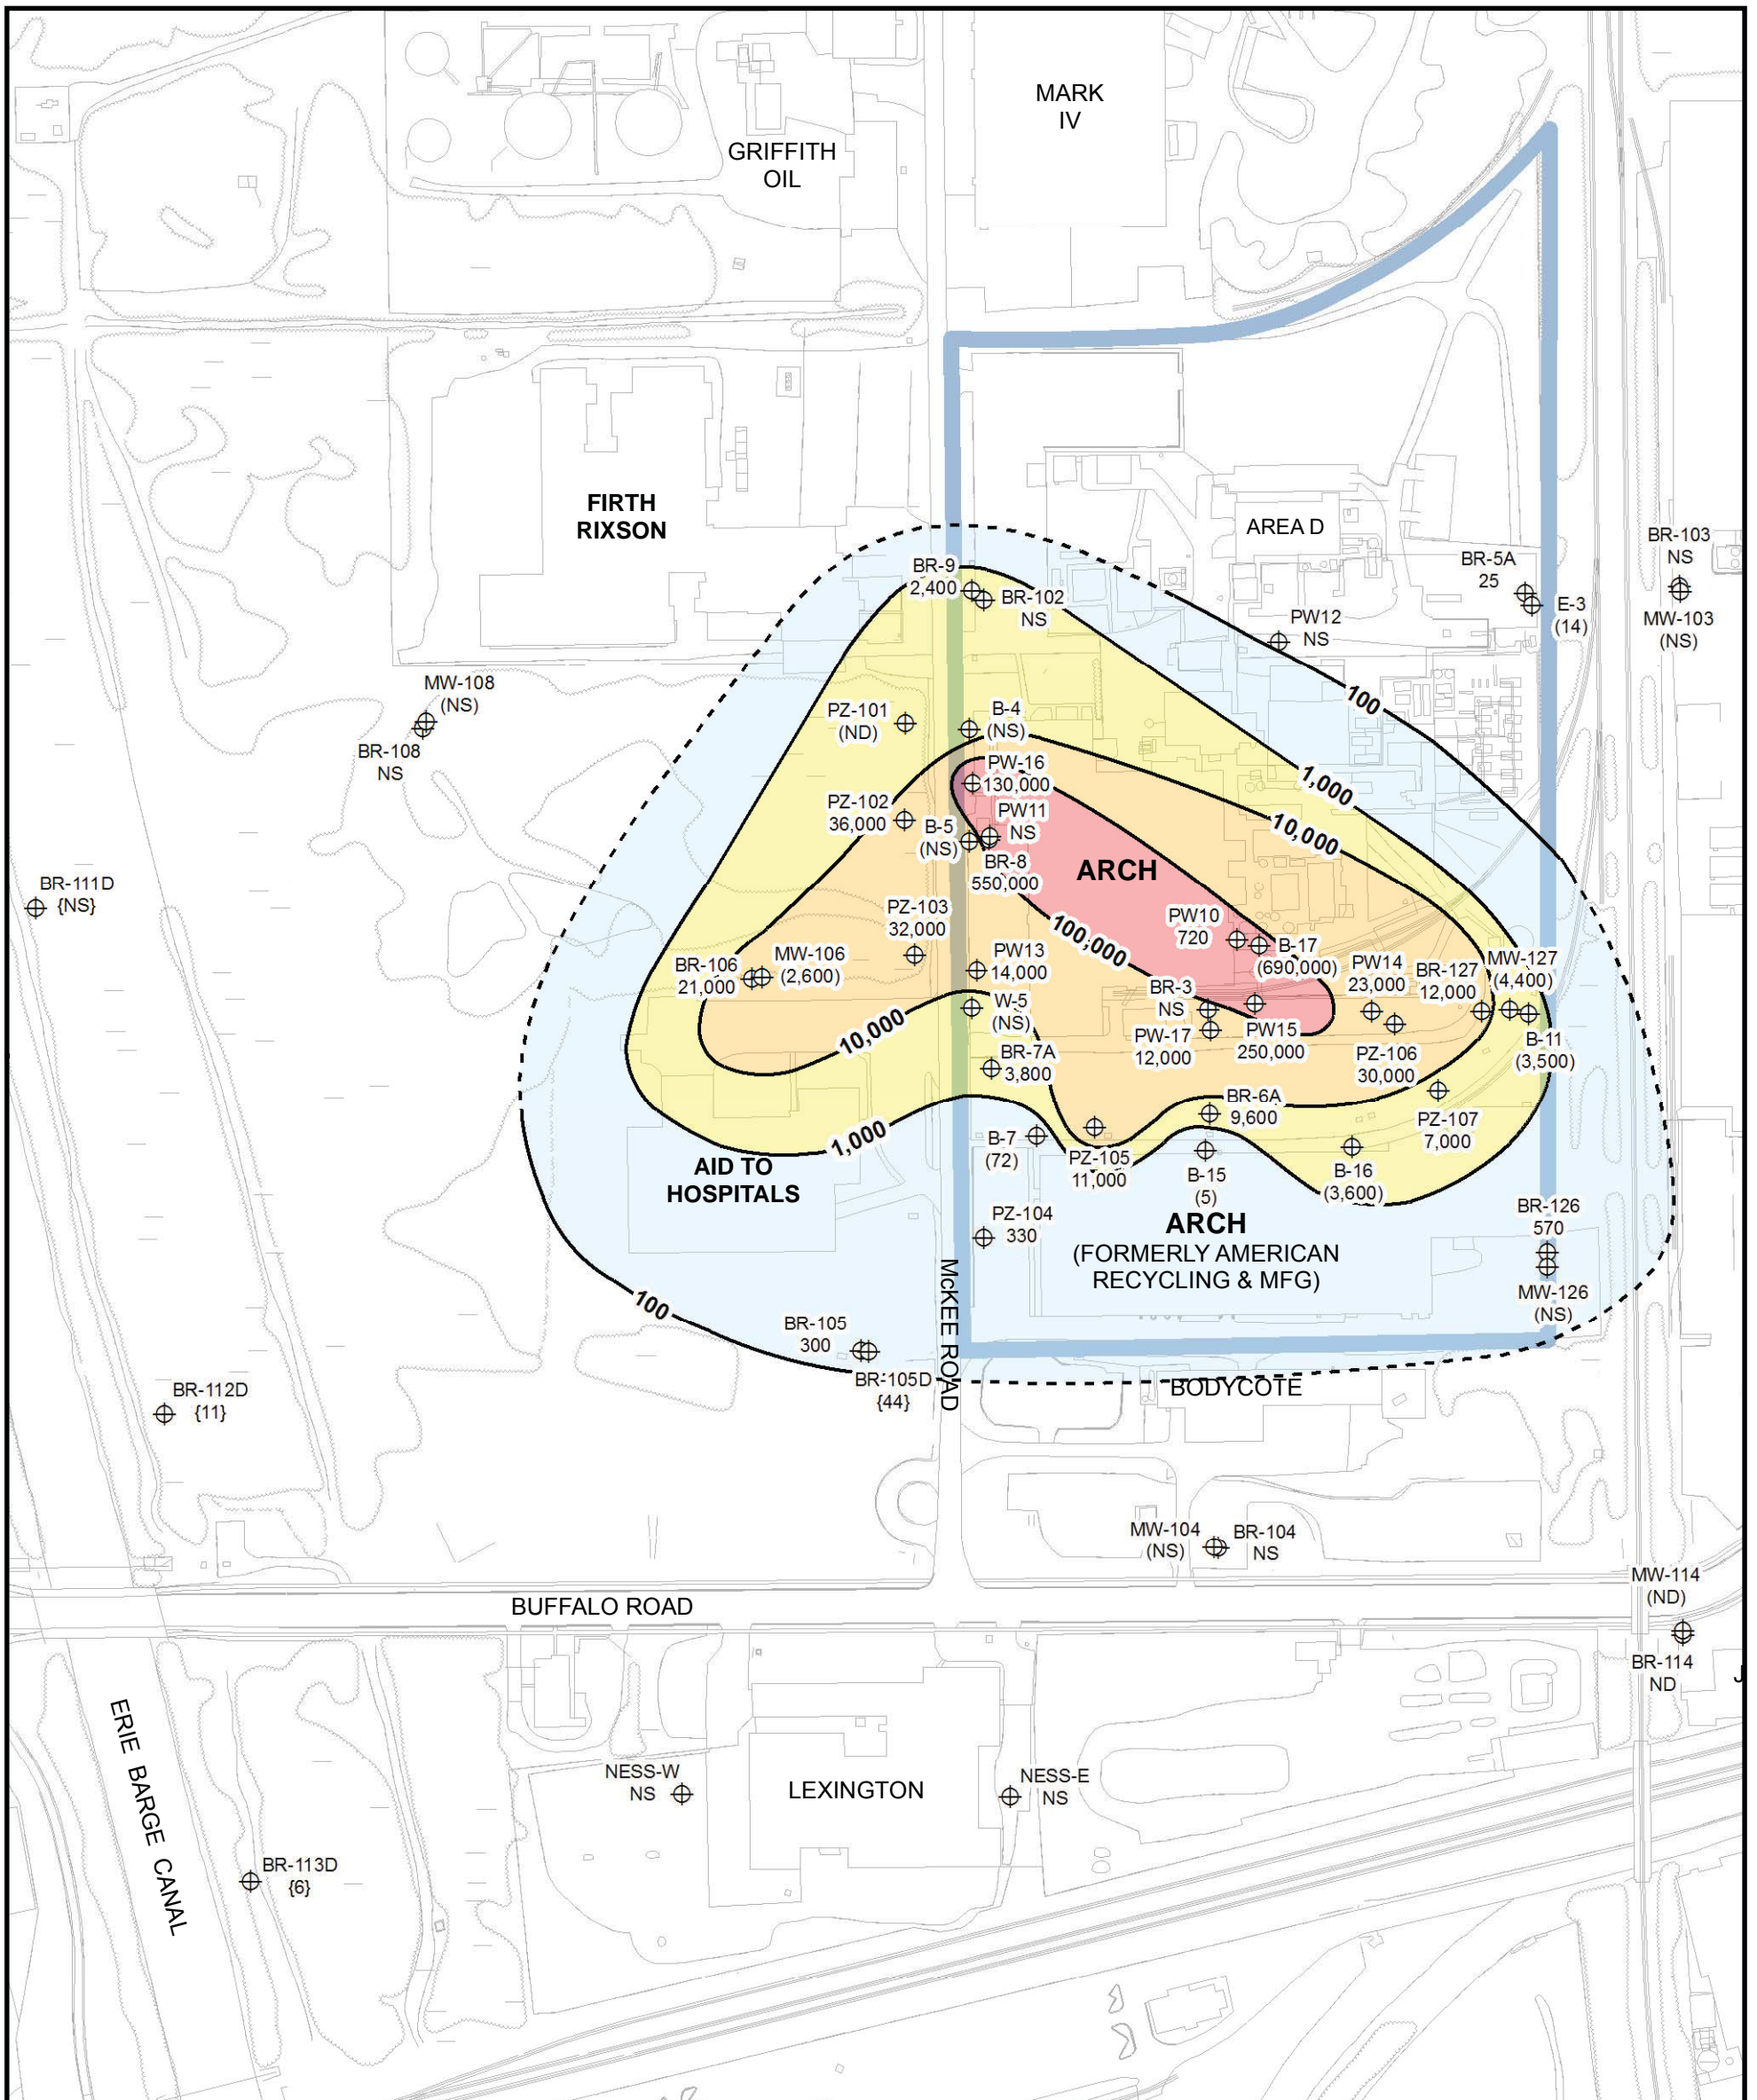 MARK
IV
GRIFFITH
OIL
FIRTH
RIXSON
AREA D
BR-103
NS
MW-103
(NS)
BR-5A
25
E-3
(14)
BR-9
2,400
BR-102
NS
PW12
NS
100
MW-108
(NS)
BR-108
NS
PZ-101
(ND)
B-4
(NS)
PW-16
130,000
1,000
PZ-102
36,000
B-5
(NS)
PW11
NS
10,000
BR-8
550,000
ARCH
BR-111D
{NS}
PZ-103
32,000
100,000
PW10
720
B-17
(690,000)
BR-106
21,000
MW-106
(2,600)
PW13
14,000
PW14
23,000
BR-127
12,000
MW-127
(4,400)
BR-3
NS
W-5
(NS)
10,000
PW-17
12,000
PW15
250,000
B-11
(3,500)
PZ-106
30,000
BR-7A
3,800
BR-6A
9,600
PZ-107
7,000
1,000
B-7
(72)
PZ-105
11,000
B-15
(5)
B-16
(3,600)
AID TO
HOSPITALS
BR-126
570
PZ-104
330
ARCH
(FORMERLY AMERICAN
RECYCLING & MFG)
MW-126
(NS)
McKEE ROAD
100
BR-105
300
BR-105D
{44}
BODYCOTE
BR-112D
{11}
MW-104
(NS)
BR-104
NS
MW-114
(ND)
BUFFALO ROAD
BR-114
ND
J
ERIE BARGE CANAL
NESS-W
NS
LEXINGTON
NESS-E
NS
BR-113D
{6}